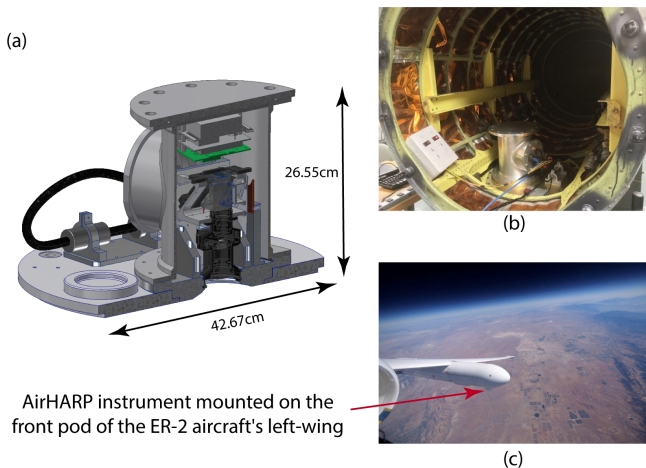 (a)
26.55cm
42.67cm
(b)
AirHARP instrument mounted on the
front pod of the ER-2 aircraft's left-wing
(c)